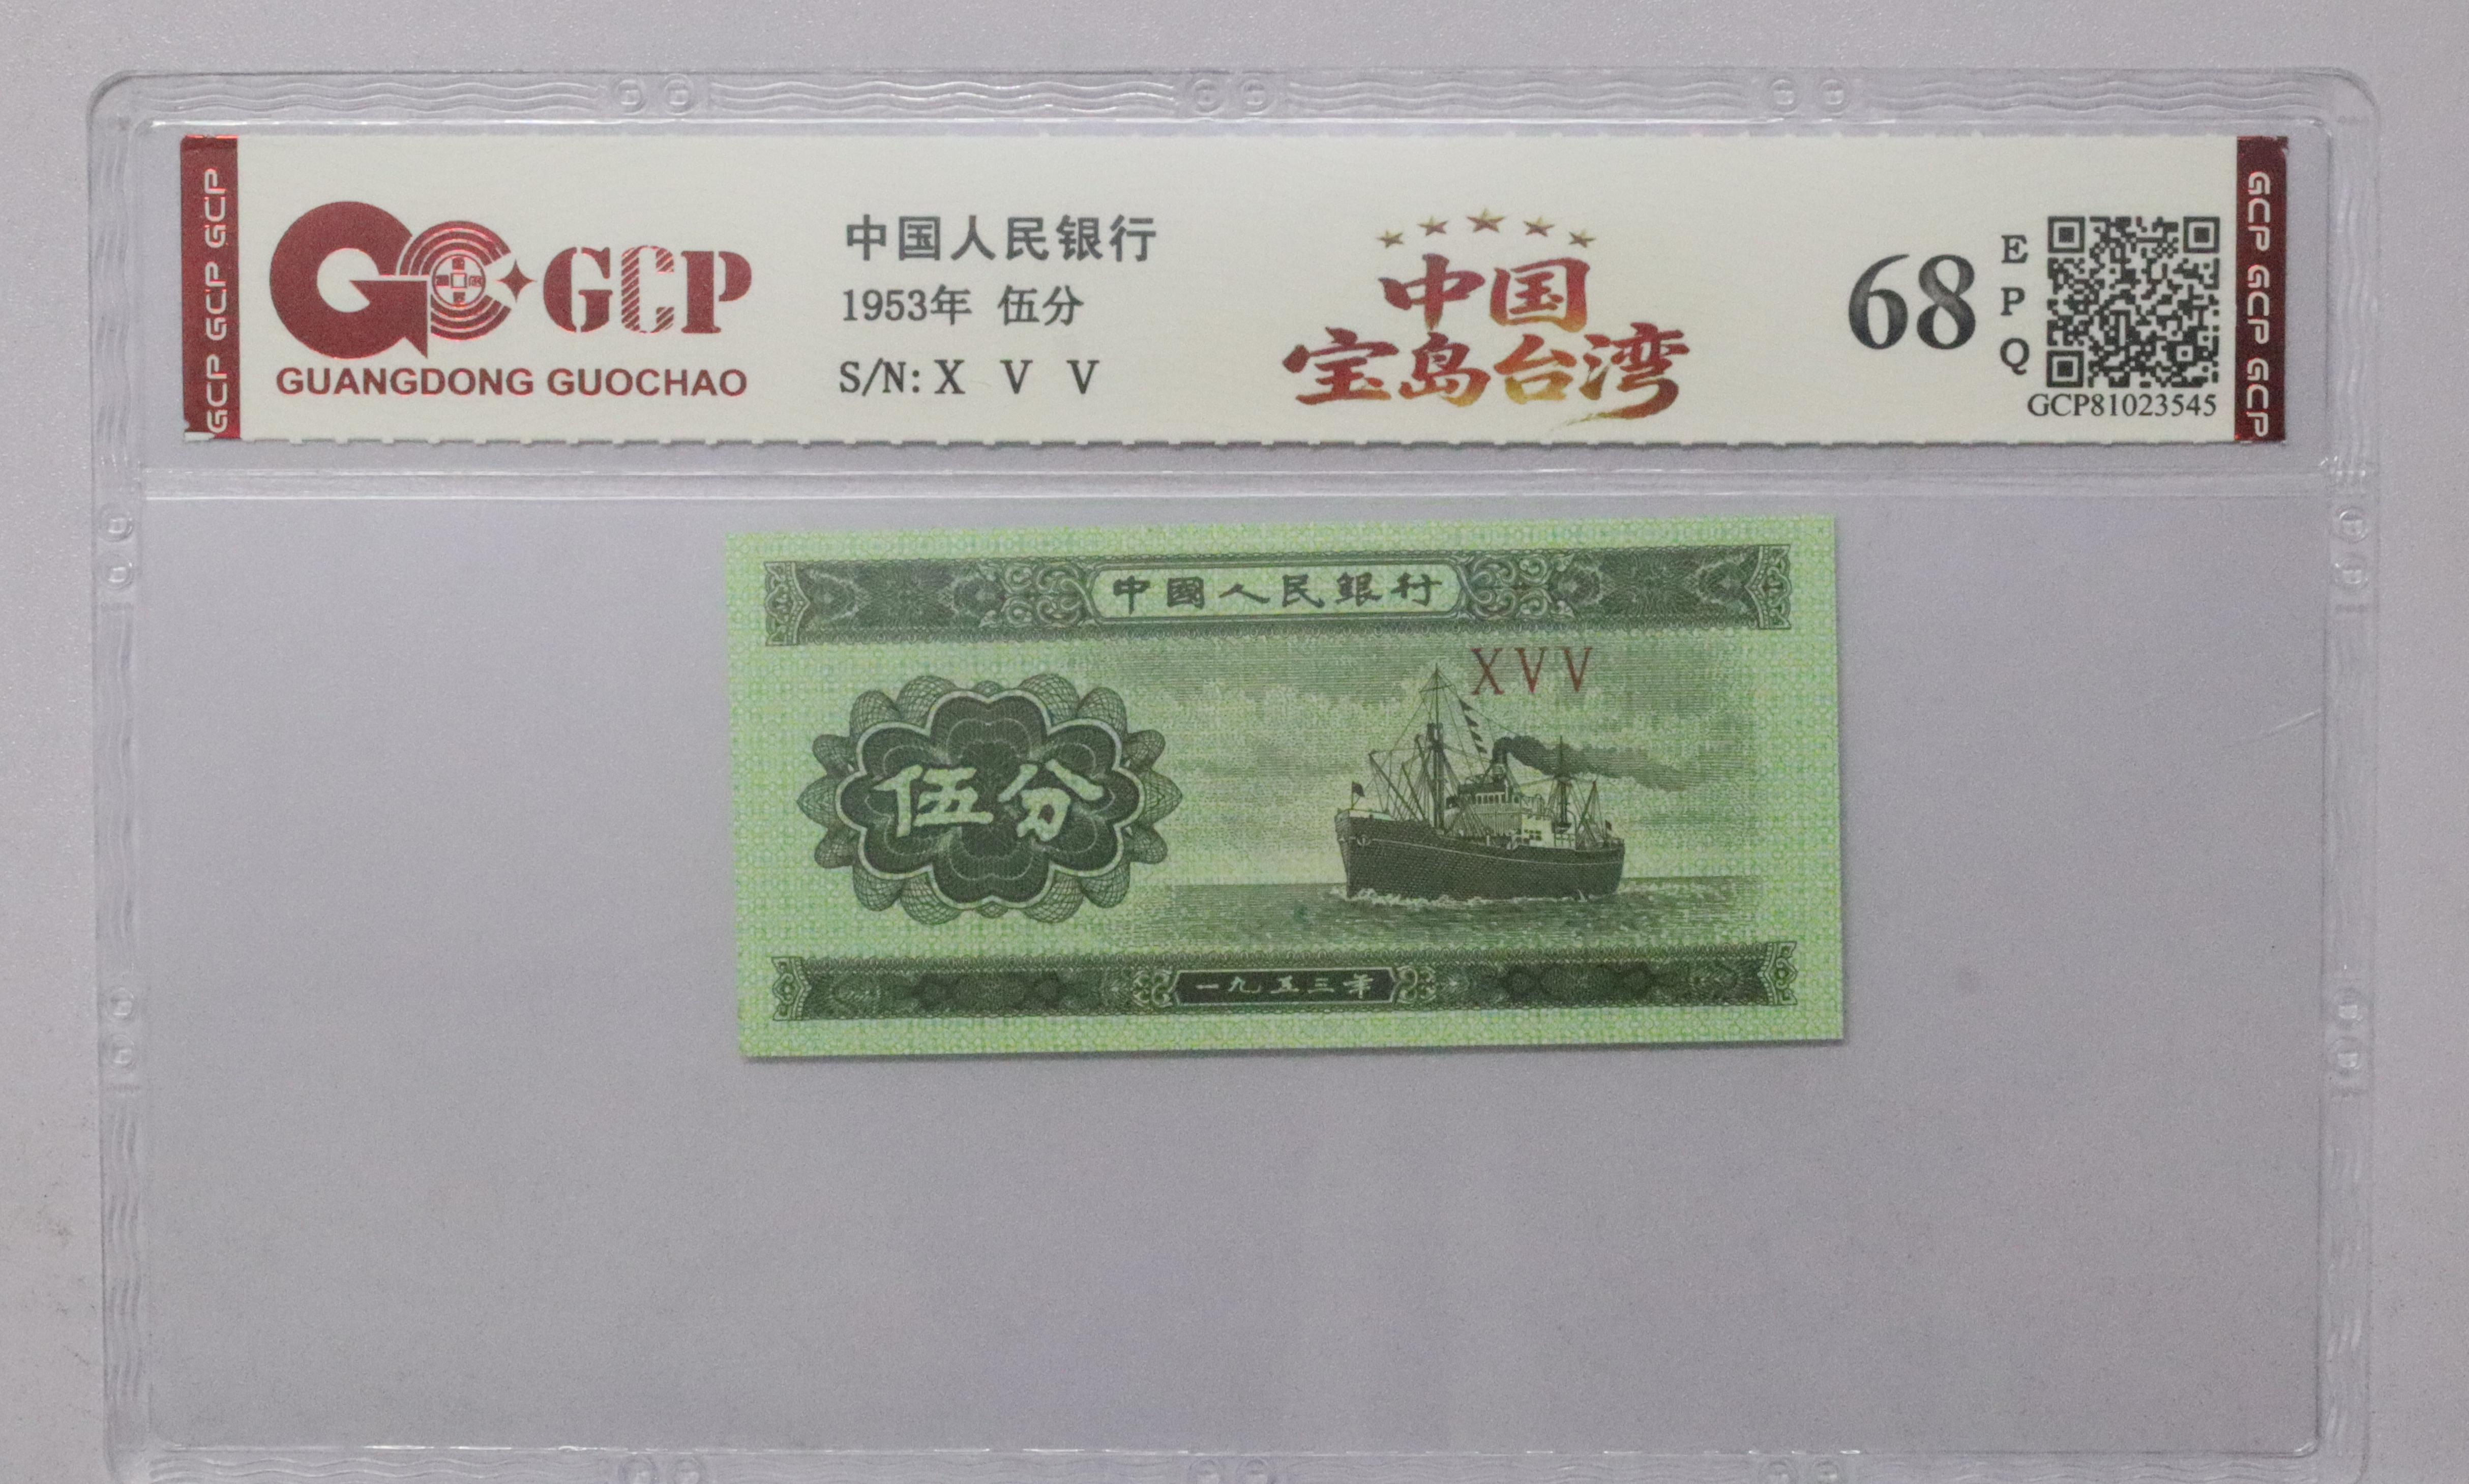 GCP GCP GCP
GCP
GUANGDONG GUOCHAO
中国人民银行
1953年 伍分
S/N: X V V
中国
宝岛台湾
68
E
P
Q
GCP81023545
GCP GCP GCP
中國人民銀行
XVV
伍分
一九五三年